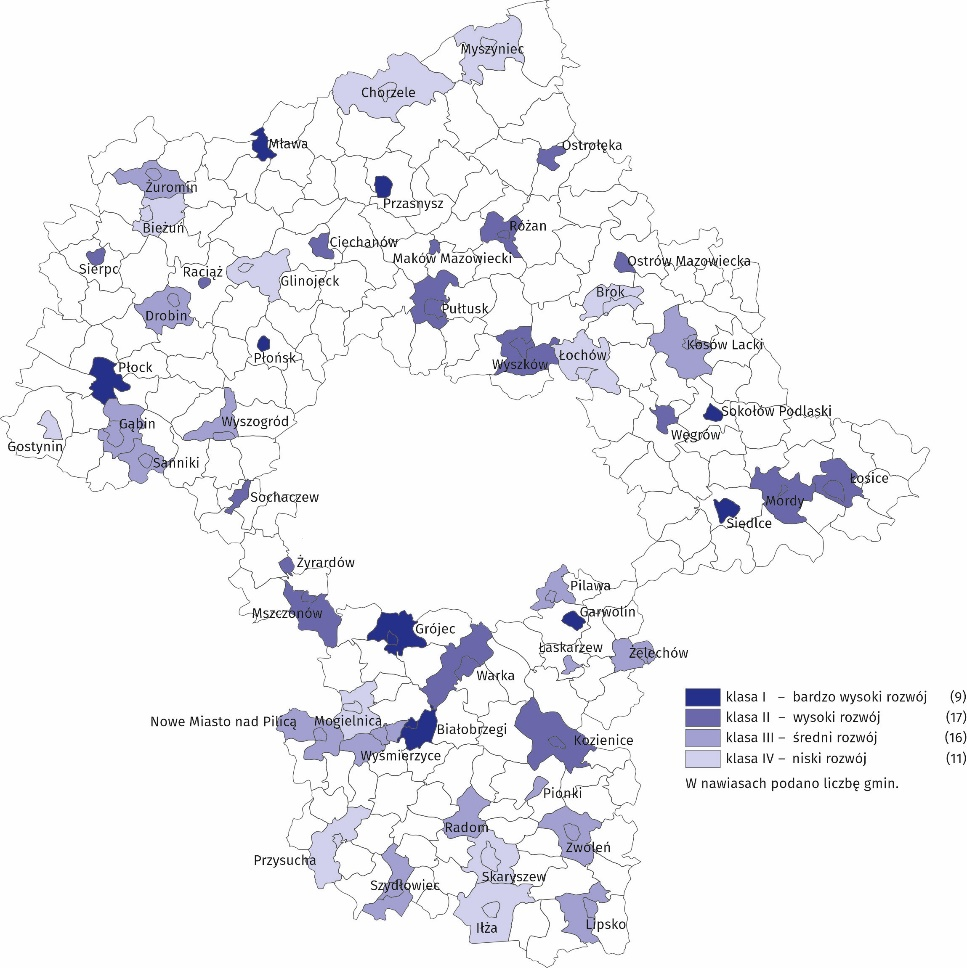 Myszyniec
Chorzele
Mława
Ostrołęka
Żuromin
Przasnysz
Bieżuń
Różan
Ciechanów
Maków Mazowiecki
Sierpc
Raciąż
Ostrów Mazowiecka
Glinojeck
Brok
Drobin
Pułtusk
Kosów Lacki
Płońsk
Łochów
Wyszków
Płock
Sokołów Podlaski
Gąbin
Wyszogród
Węgrów
Gostynin
Sanniki
Łosice
Sochaczew
Mordy
Siedlce
Żyrardów
Pilawa
Mszczonów
Garwolin
Grójec
Łaskarzew
Żelechów
Warka
klasa I – bardzo wysoki rozwój (9)
klasa II – wysoki rozwój (17)
klasa III – średni rozwój (16)
klasa IV – niski rozwój (11)
W nawiasach podano liczbę gmin.
Nowe Miasto nad Pilicą
Mogielnica
Białobrzegi
Kozienice
Wyśmierzyce
Pionki
Radom
Zwoleń
Przysucha
Skaryszew
Szydłowiec
Lipsko
Iłża